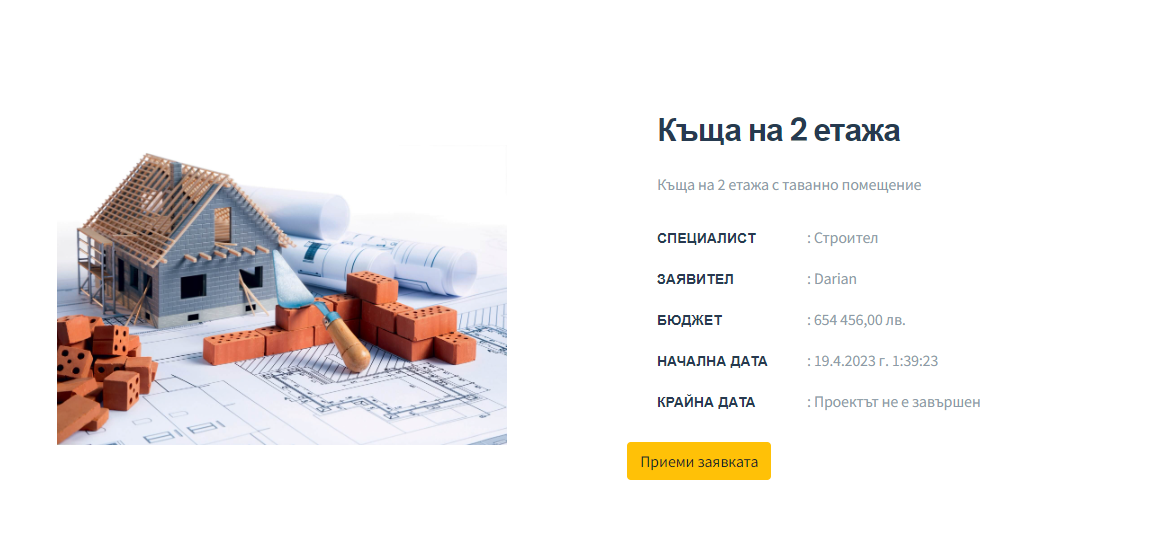 Къща на 2 етажа
Къща на 2 етажа с таванно помещение
СПЕЦИАЛИСТ : Строител
ЗАЯВИТЕЛ : Darian
БЮДЖЕТ : 654 456,00 лв.
НАЧАЛНА ДАТА : 19.4.2023 г. 1:39:23
КРАЙНА ДАТА : Проектът не е завършен
Приеми заявката